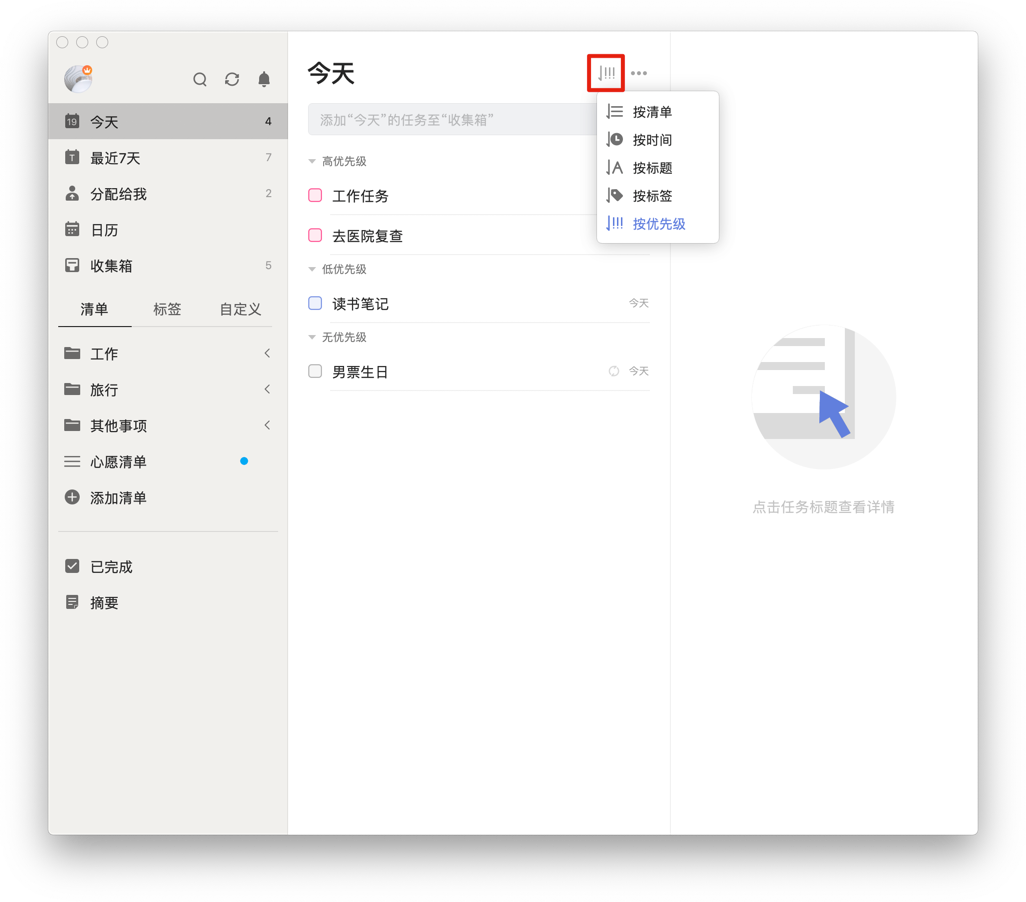 今天
添加“今天”的任务至“收集箱”
19
今天 4
T
最近7天 7
分配给我 2
日历
收集箱 5
清单 标签 自定义
工作
旅行
其他事项
心愿清单
添加清单
已完成
摘要
高优先级
工作任务
去医院复查
低优先级
读书笔记 今天
无优先级
男票生日 今天
按清单
按时间
A 按标题
按标签
按优先级
点击任务标题查看详情